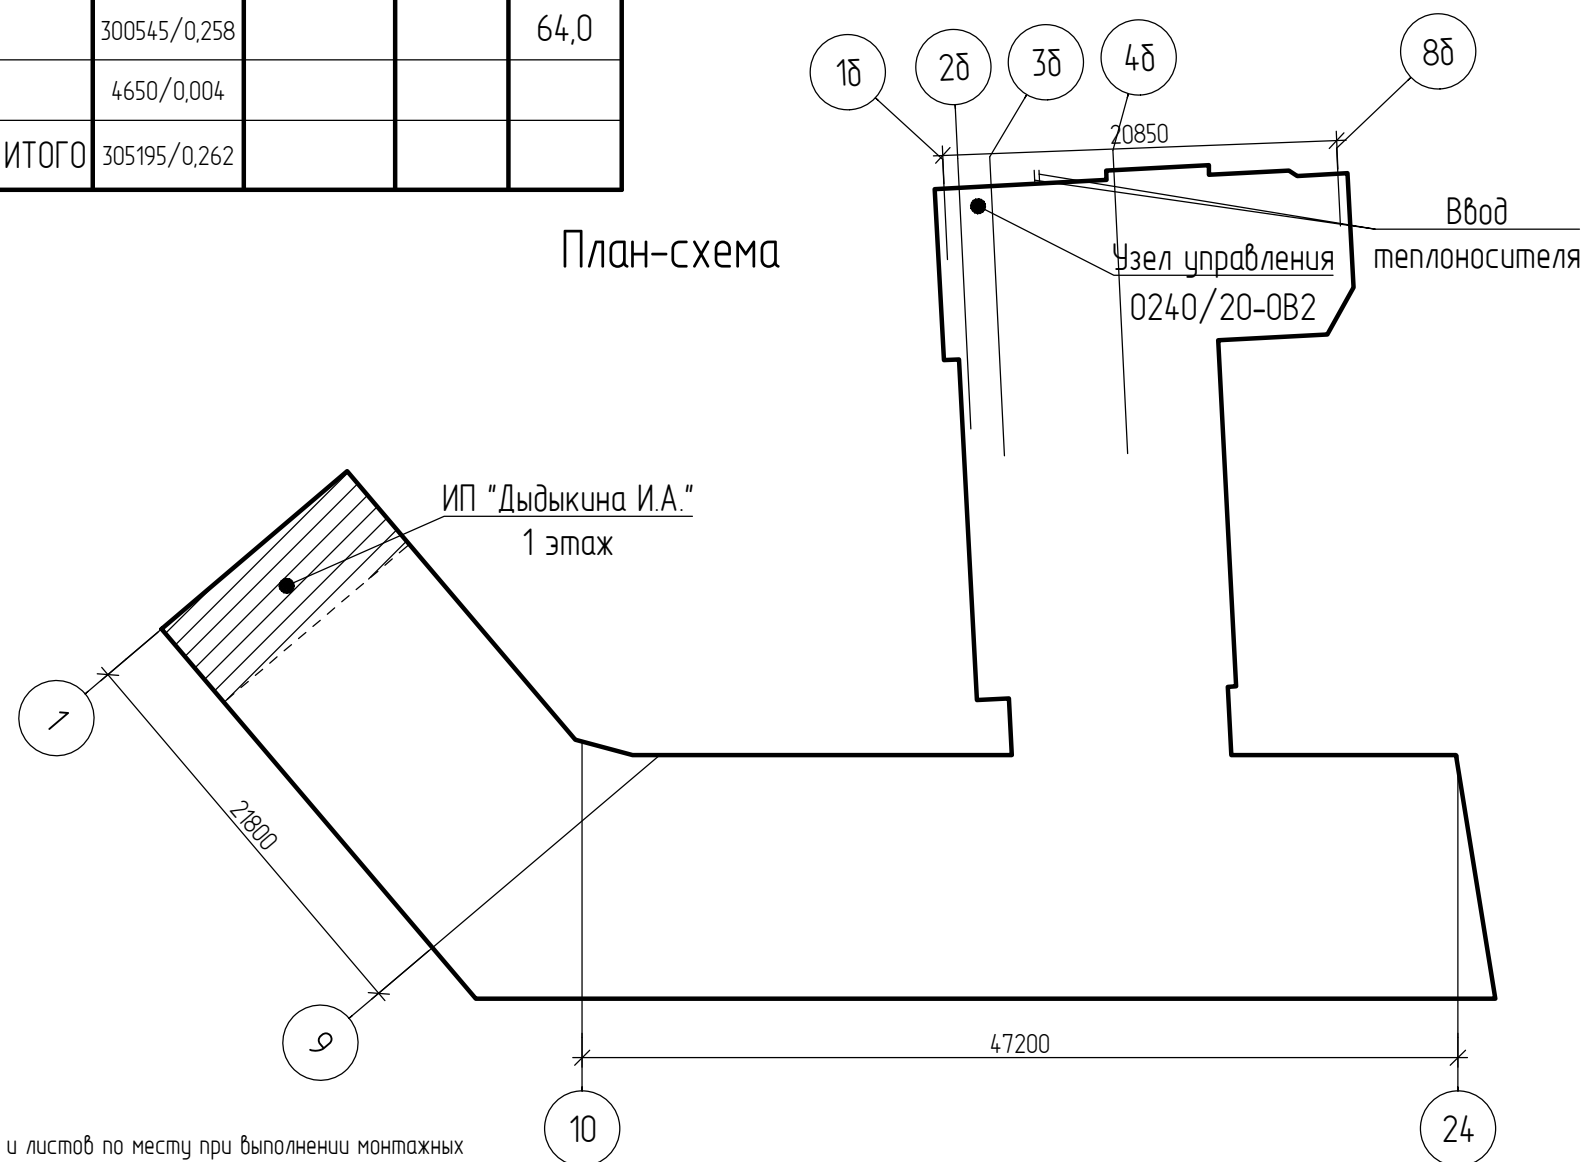 300545/0,258 64,0
4650/0,004
ИТОГО 305195/0,262
План-схема
1б 2б 3б 4б 8б
20850
Ввод
теплоносителя
Узел управления
0240/20-ОВ2
ИП "Дыдыкина И.А."
1 этаж
1
21800
9
47200
10 24
и листов по месту при выполнении монтажных